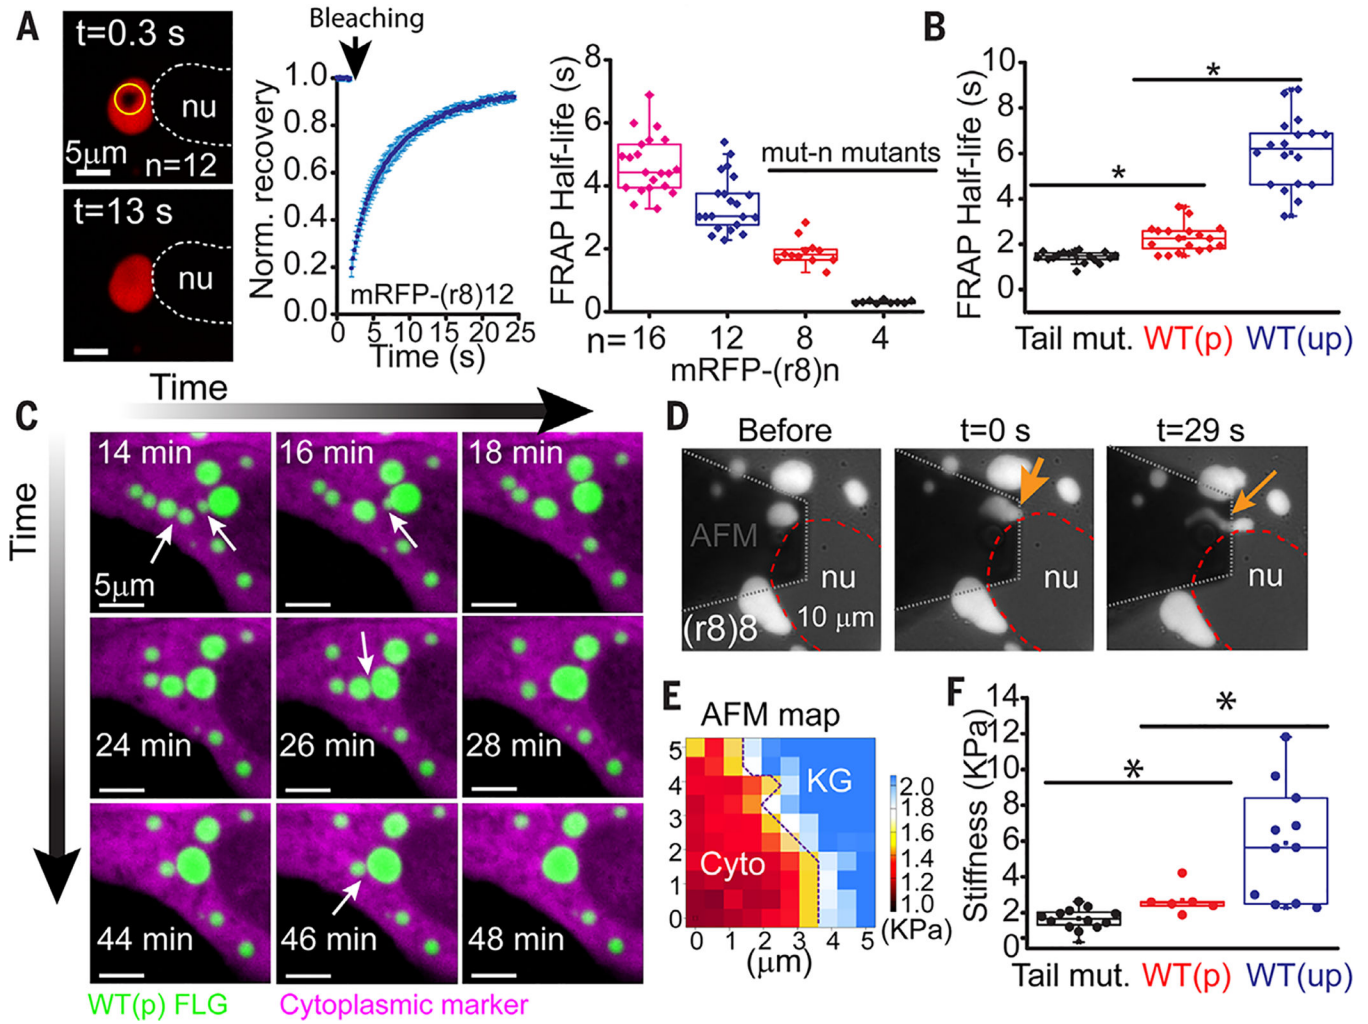 A
t=0.3 s
nu
5μm
n=12
t=13 s
nu
Bleaching
Norm. recovery
1.0
0.8
0.6
0.4
0.2
0.0
mRFP-(r8)12
0 5 10 15 20 25
Time (s)
FRAP Half-life (s)
8
6
4
2
0
mut-n mutants
n= 16 12 8 4
mRFP-(r8)n
B
FRAP Half-life (s)
10
8
6
4
2
0
*
*
Tail mut. WT(p) WT(up)
Time
C
Time
14 min
5μm
16 min
18 min
24 min
26 min
28 min
44 min
46 min
48 min
WT(p) FLG
Cytoplasmic marker
D
Before
t=0 s
t=29 s
AFM
nu
(r8)8
10 μm
nu
nu
E
AFM map
5
4
3
2
1
0
KG
Cyto
0 1 2 3 4 5
(μm)
2.0
1.8
1.6
1.4
1.2
1.0
(KPa)
F
Stiffness (KPa)
14
12
10
8
6
4
2
0
*
*
Tail mut. WT(p) WT(up)